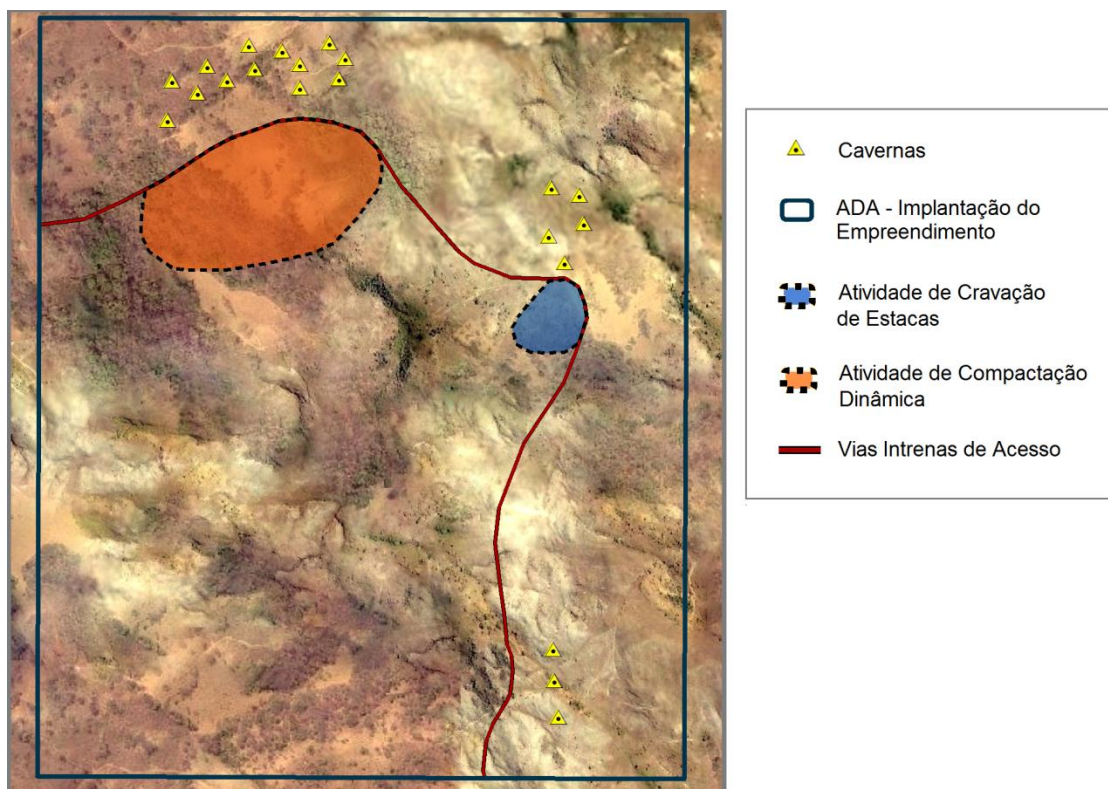 Cavernas
ADA - Implantação do
Empreendimento
Atividade de Cravação
de Estacas
Atividade de Compactação
Dinâmica
Vias Intrenas de Acesso